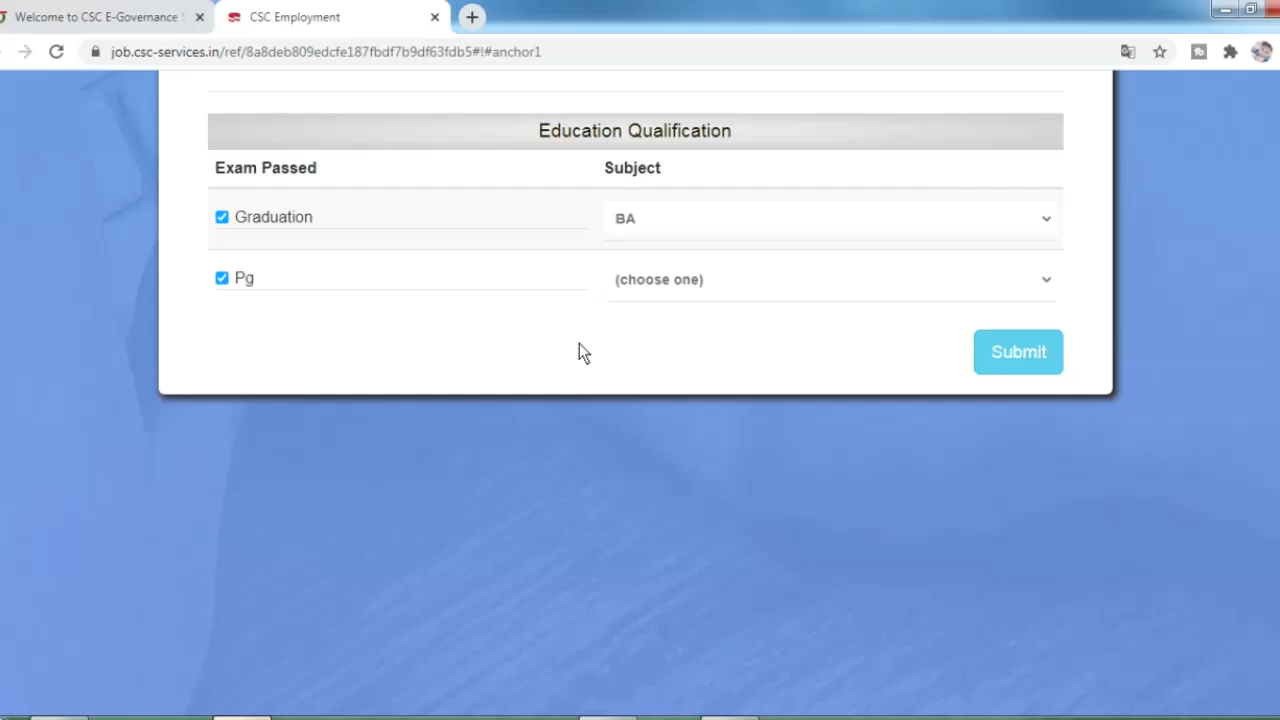 Welcome to CSC E-Governance
CSC Employment
job.csc-services.in/ref/8a8deb809edcfe187fbdf7b9df63fdb5#!#anchor1
Education Qualification
Exam Passed Subject
Graduation BA
Pg (choose one)
Submit